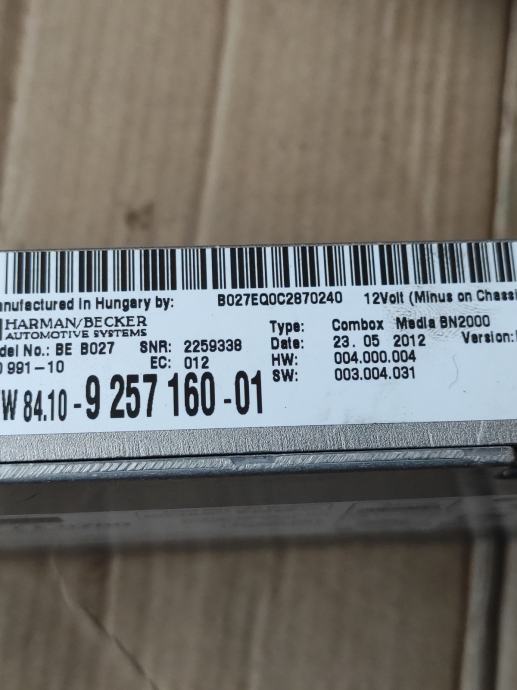 anufactured in Hungary by: B027EQ0C2870240 12Volt (Minus on Chassi
HARMAN/BECKER
AUTOMOTIVE SYSTEMS
Type: Combox Media BN2000
del No.: BE B027 SNR: 2259338 Date: 23. 05 2012 Version:
991-10 EC: 012 HW: 004.000.004
SW: 003.004.031
W 84.10 - 9 257 160 - 01